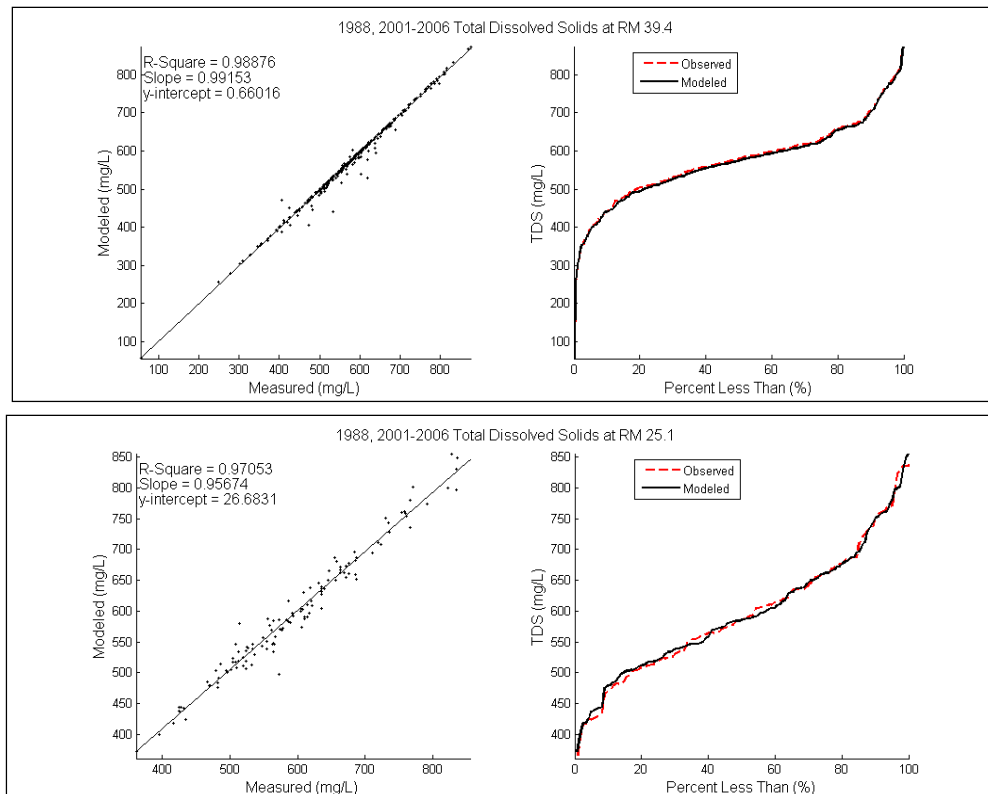 1988, 2001-2006 Total Dissolved Solids at RM 39.4
R-Square = 0.98876
Slope = 0.99153
y-intercept = 0.66016
Modeled (mg/L)
800
700
600
500
400
300
200
100
100 200 300 400 500 600 700 800
Measured (mg/L)
Observed
Modeled
TDS (mg/L)
800
700
600
500
400
300
200
100
0 20 40 60 80 100
Percent Less Than (%)
1988, 2001-2006 Total Dissolved Solids at RM 25.1
R-Square = 0.97053
Slope = 0.95674
y-intercept = 26.6831
Modeled (mg/L)
850
800
750
700
650
600
550
500
450
400
400 500 600 700 800
Measured (mg/L)
Observed
Modeled
TDS (mg/L)
850
800
750
700
650
600
550
500
450
400
0 20 40 60 80 100
Percent Less Than (%)